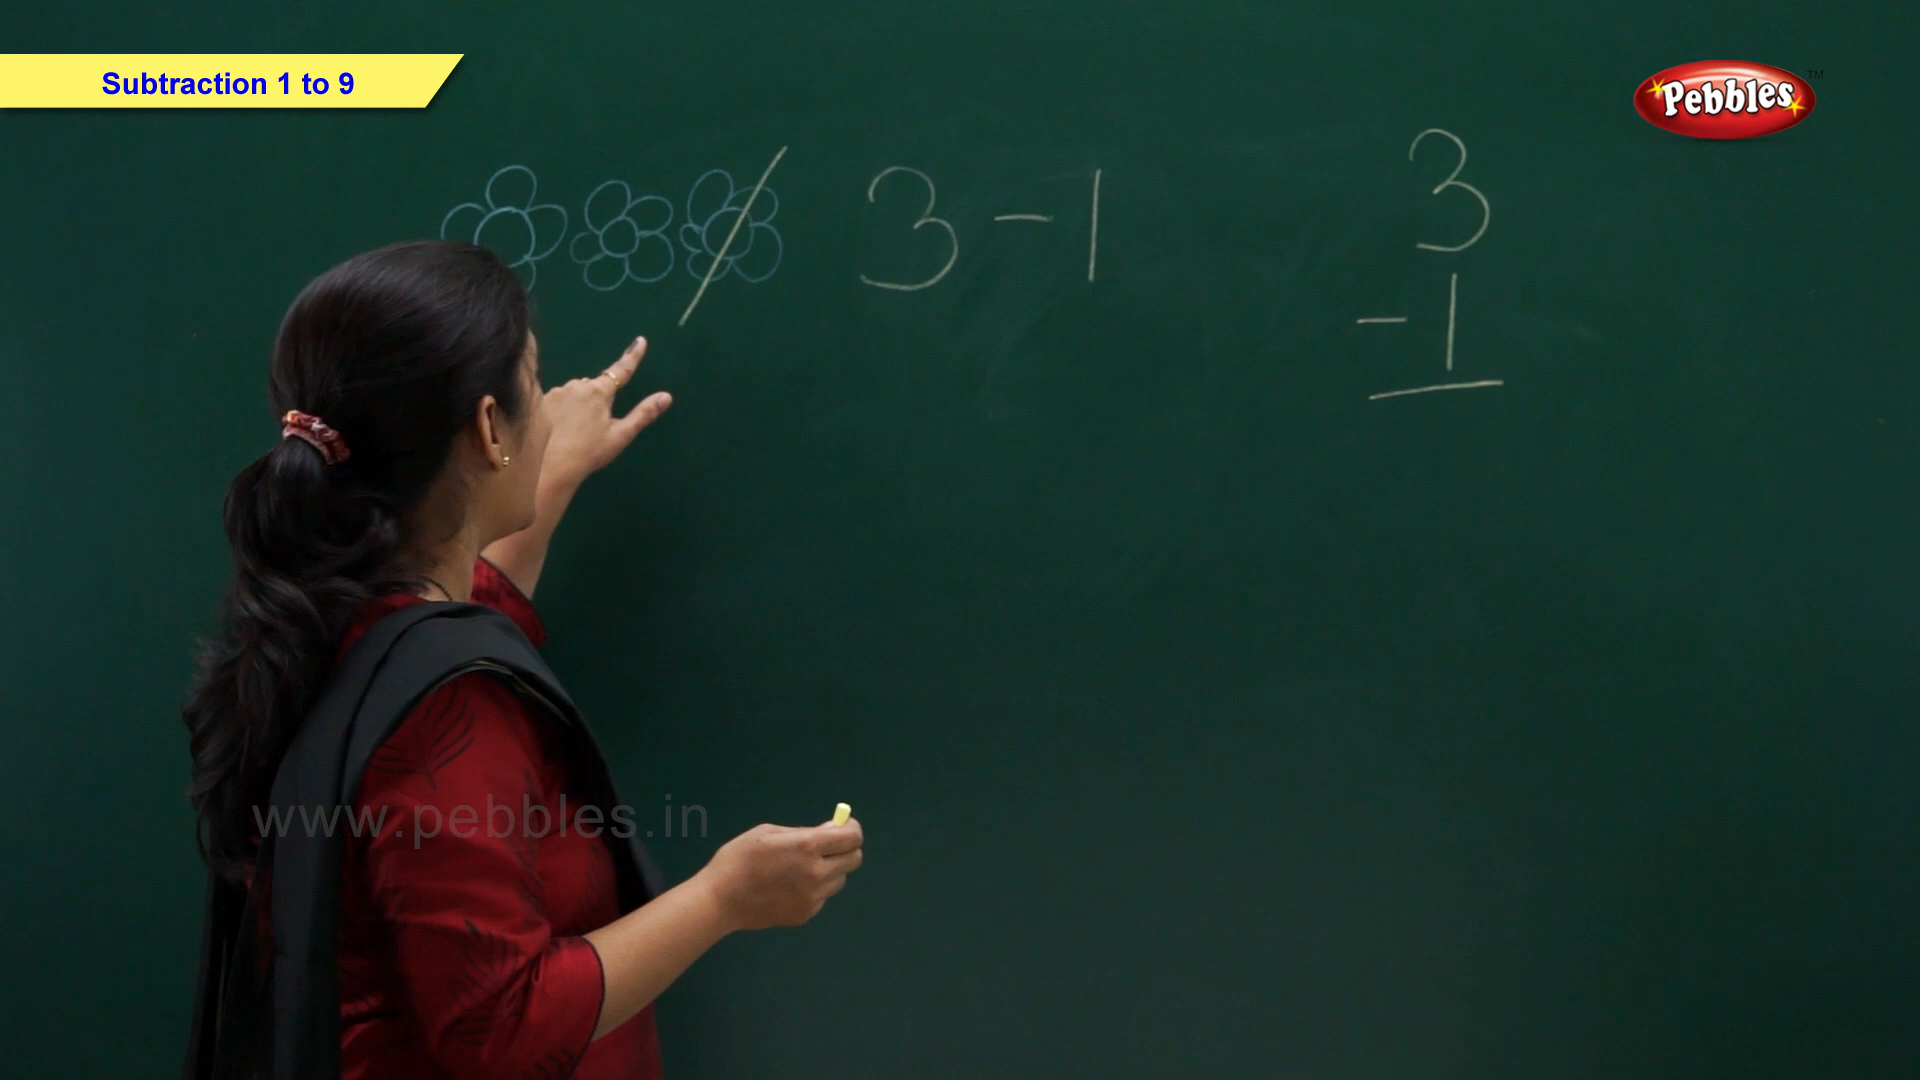 Subtraction 1 to 9
Pebbles TM
3 - 1
3
- 1
www.pebbles.in